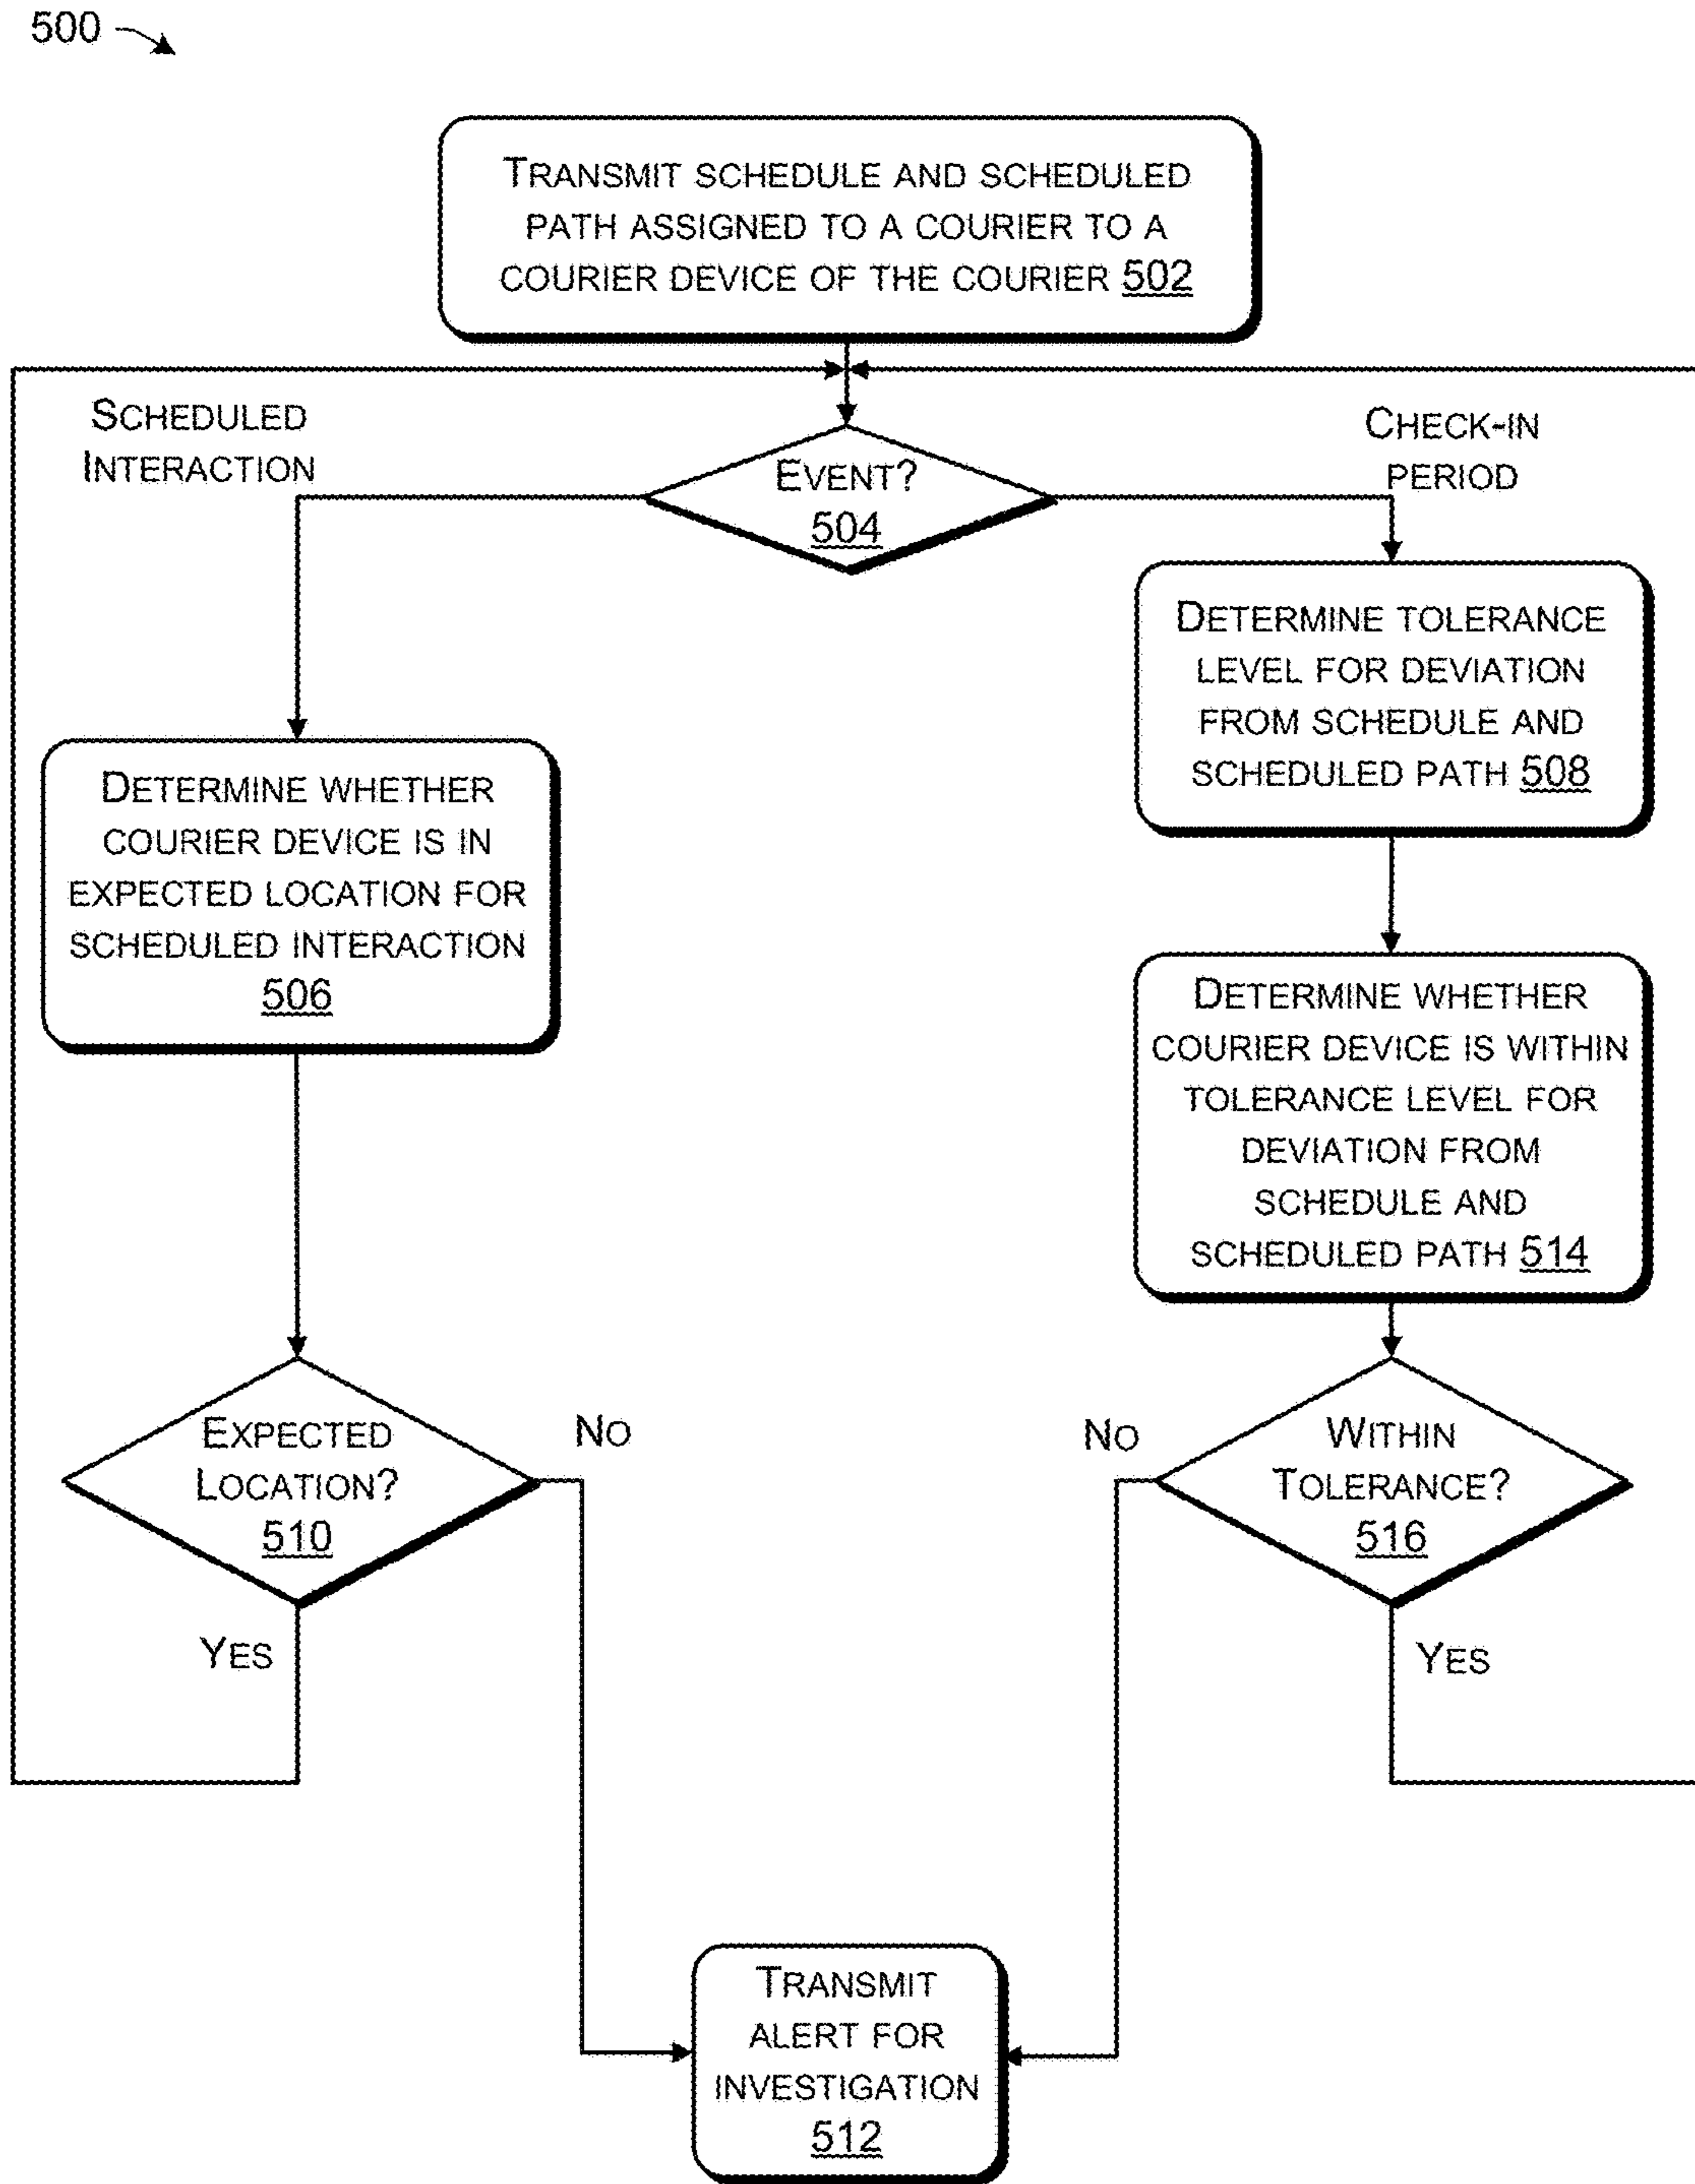 500
TRANSMIT SCHEDULE AND SCHEDULED
PATH ASSIGNED TO A COURIER TO A
COURIER DEVICE OF THE COURIER 502
SCHEDULED
INTERACTION
EVENT?
504
CHECK-IN
PERIOD
DETERMINE TOLERANCE
LEVEL FOR DEVIATION
FROM SCHEDULE AND
SCHEDULED PATH 508
DETERMINE WHETHER
COURIER DEVICE IS IN
EXPECTED LOCATION FOR
SCHEDULED INTERACTION
506
DETERMINE WHETHER
COURIER DEVICE IS WITHIN
TOLERANCE LEVEL FOR
DEVIATION FROM
SCHEDULE AND
SCHEDULED PATH 514
EXPECTED
LOCATION?
510
NO
NO
WITHIN
TOLERANCE?
516
YES
YES
TRANSMIT
ALERT FOR
INVESTIGATION
512